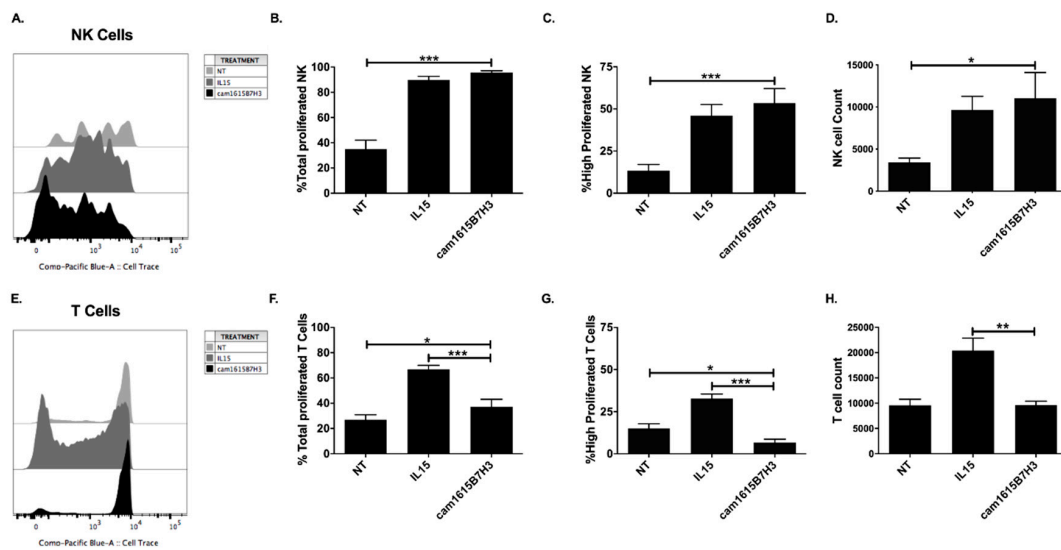 A.
NK Cells
TREATMENT
NT
IL15
cam1615B7H3
0
10³
10⁴
10⁵
Comp-Pacific Blue-A :: Cell Trace
B.
%Total proliferated NK
100
80
60
40
20
0
***
NT
IL15
cam1615B7H3
C.
%High Proliferated NK
75
50
25
0
***
NT
IL15
cam1615B7H3
D.
NK cell Count
15000
10000
5000
0
*
NT
IL15
cam1615B7H3
E.
T Cells
TREATMENT
NT
IL15
cam1615B7H3
0
10³
10⁴
10⁵
Comp-Pacific Blue-A :: Cell Trace
F.
% Total proliferated T Cells
100
80
60
40
20
0
*
***
NT
IL15
cam1615B7H3
G.
%High Proliferated T Cells
75
50
25
0
*
***
NT
IL15
cam1615B7H3
H.
T cell count
25000
20000
15000
10000
5000
0
**
NT
IL15
cam1615B7H3